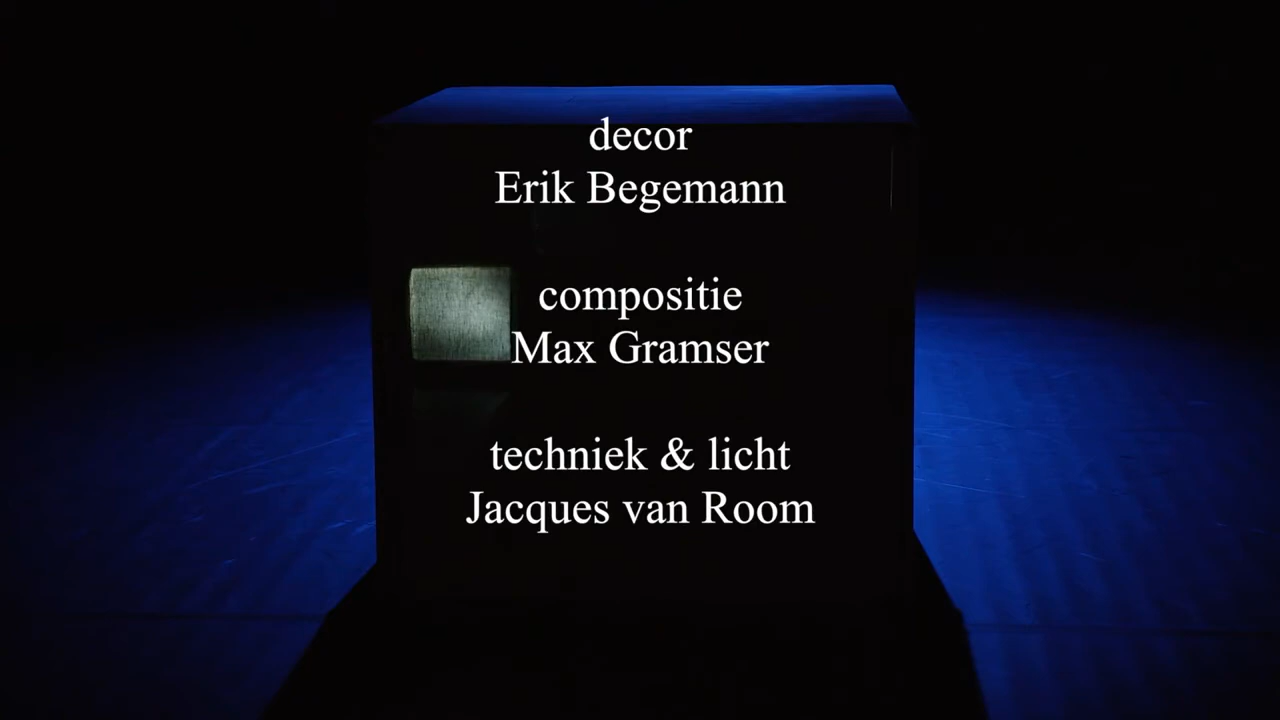 decor
Erik Begemann
compositie
Max Gramser
techniek & licht
Jacques van Room